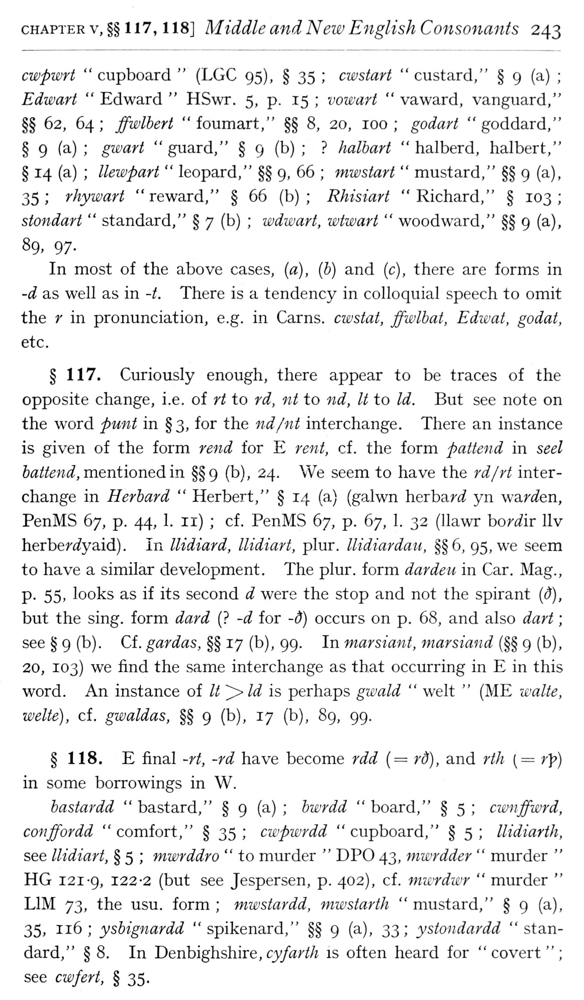 CHAPTER V, §§ 117, 118] Middle and New English Consonants 243
cwpwrt “ cupboard ” (LGC 95), § 35 ; cwstart “ custard,” § 9 (a) ;
Edwart “ Edward ” HSwr. 5, p. 15 ; vowart “ vaward, vanguard,”
§§ 62, 64 ; ffwlbert “ foumart,” §§ 8, 20, 100 ; godart “ goddard,”
§ 9 (a) ; gwart “ guard,” § 9 (b) ; ? halbart “ halberd, halbert,”
§ 14 (a) ; llewpart “ leopard,” §§ 9, 66 ; mwstart “ mustard,” §§ 9 (a),
35 ; rhywart “ reward,” § 66 (b) ; Rhisiart “ Richard,” § 103 ;
stondart “ standard,” § 7 (b) ; wdwart, wtwart “ woodward,” §§ 9 (a),
89, 97.
In most of the above cases, (a), (b) and (c), there are forms in
-d as well as in -t. There is a tendency in colloquial speech to omit
the r in pronunciation, e.g. in Carns. cwstat, ffwlbat, Edwat, godat,
etc.
§ 117. Curiously enough, there appear to be traces of the
opposite change, i.e. of rt to rd, nt to nd, lt to ld. But see note on
the word punt in § 3, for the nd/nt interchange. There an instance
is given of the form rend for E rent, cf. the form pattend in seel
battend, mentioned in §§ 9 (b), 24. We seem to have the rd/rt inter-
change in Herbard “ Herbert,” § 14 (a) (galwn herbard yn warden,
PenMS 67, p. 44, l. 11) ; cf. PenMS 67, p. 67, l. 32 (llawr bordir llv
herberdyaid). In llidiard, llidiart, plur. llidiardau, §§ 6, 95, we seem
to have a similar development. The plur. form dardeu in Car. Mag.,
p. 55, looks as if its second d were the stop and not the spirant (ð),
but the sing. form dard (? -d for -ð) occurs on p. 68, and also dart ;
see § 9 (b). Cf. gardas, §§ 17 (b), 99. In marsiant, marsiand (§§ 9 (b),
20, 103) we find the same interchange as that occurring in E in this
word. An instance of lt > ld is perhaps gwald “ welt ” (ME walte,
welte), cf. gwaldas, §§ 9 (b), 17 (b), 89, 99.
§ 118. E final -rt, -rd have become rdd (= rð), and rth (= rþ)
in some borrowings in W.
bastardd “ bastard,” § 9 (a) ; bwrdd “ board,” § 5 ; cwnffwrd,
conffordd “ comfort,” § 35 ; cwpwrdd “ cupboard,” § 5 ; llidiarth,
see llidiart, § 5 ; mwrddro “ to murder ” DPO 43, mwrdder “ murder ”
HG 121·9, 122·2 (but see Jespersen, p. 402), cf. mwrdwr “ murder ”
LlM 73, the usu. form ; mwstardd, mwstarth “ mustard,” § 9 (a),
35, 116 ; ysbignardd “ spikenard,” §§ 9 (a), 33 ; ystondardd “ stan-
dard,” § 8. In Denbighshire, cyfarth is often heard for “ covert ” ;
see cwfert, § 35.